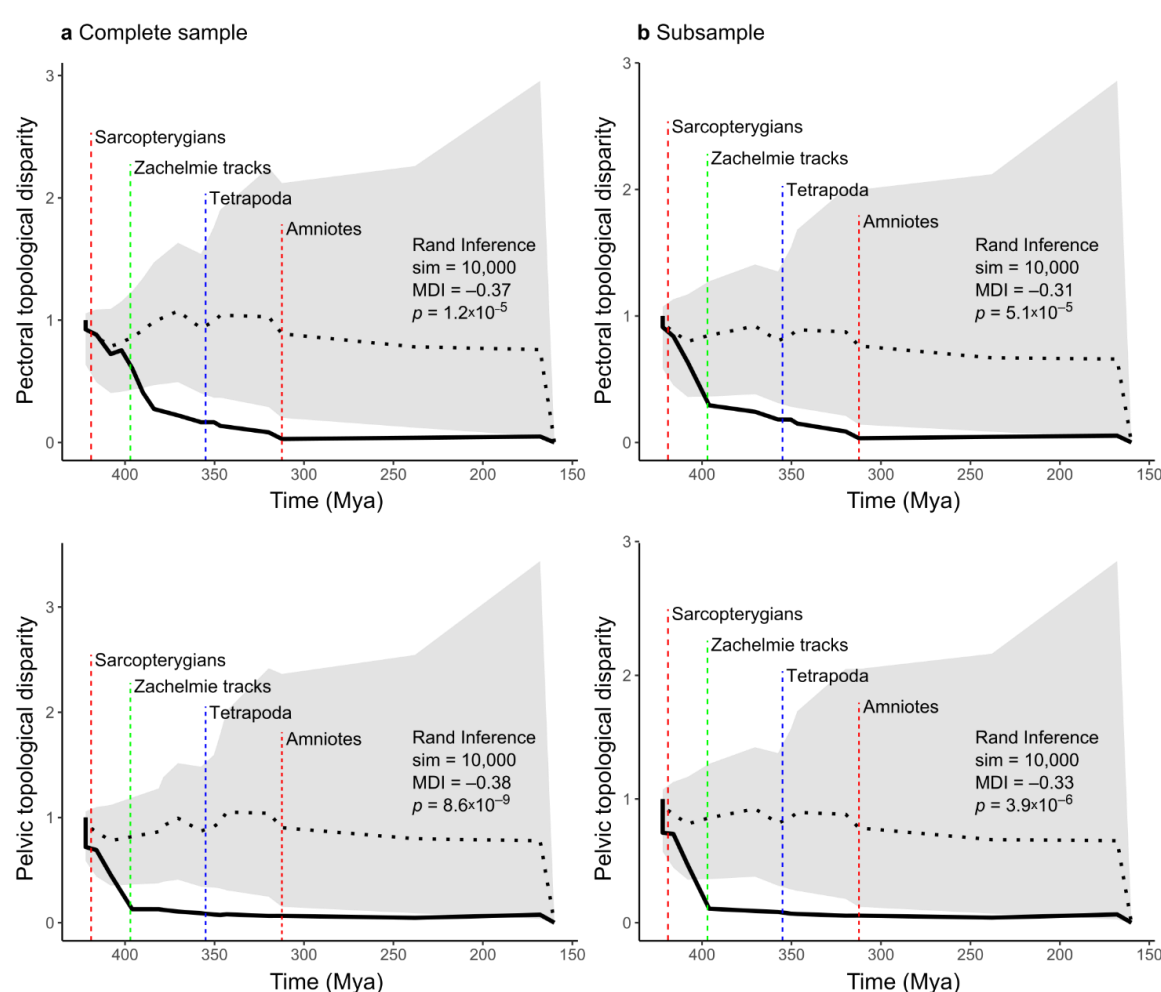 a Complete sample
Pectoral topological disparity
3
2
1
0
Sarcopterygians
Zachelmie tracks
Tetrapoda
Amniotes
Rand Inference
sim = 10,000
MDI = –0.37
p = 1.2×10⁻⁵
400 350 300 250 200 150
Time (Mya)
b Subsample
Pectoral topological disparity
3
2
1
0
Sarcopterygians
Zachelmie tracks
Tetrapoda
Amniotes
Rand Inference
sim = 10,000
MDI = –0.31
p = 5.1×10⁻⁵
400 350 300 250 200 150
Time (Mya)
Pelvic topological disparity
3
2
1
0
Sarcopterygians
Zachelmie tracks
Tetrapoda
Amniotes
Rand Inference
sim = 10,000
MDI = –0.38
p = 8.6×10⁻⁹
400 350 300 250 200 150
Time (Mya)
Pelvic topological disparity
3
2
1
0
Sarcopterygians
Zachelmie tracks
Tetrapoda
Amniotes
Rand Inference
sim = 10,000
MDI = –0.33
p = 3.9×10⁻⁶
400 350 300 250 200 150
Time (Mya)